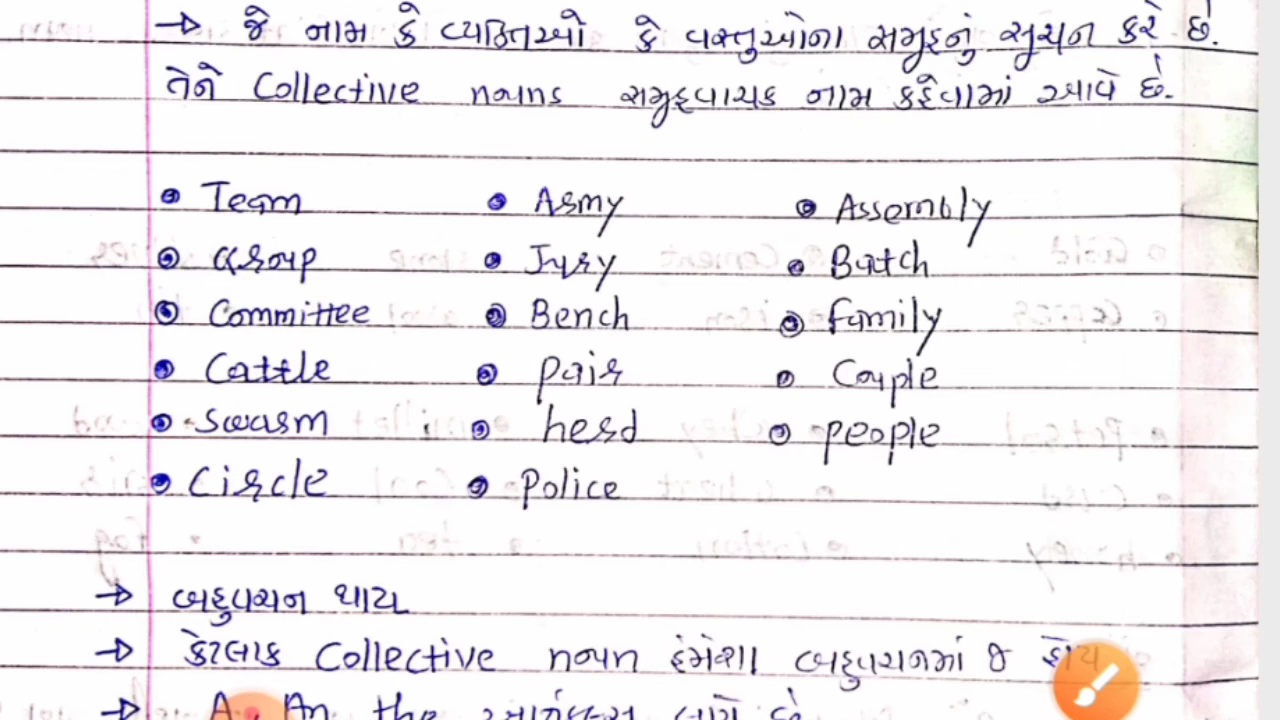 → જે નામ કે વ્યક્તિઓ કે વસ્તુઓના સમુહનું સુચન કરે છે.
તેને Collective nouns સમુહવાચક નામ કહેવામાં આવે છે.
• Team • Army • Assembly
• Group • Jury • Batch
• Committee • Bench • family
• Cattle • pair • Couple
• Swarm • herd • people
• Circle • Police
→ બહુવચન થાય
→ કેટલાક Collective noun હંમેશા બહુવચનમાં જ હોય
→ A, An the લાગે છે.